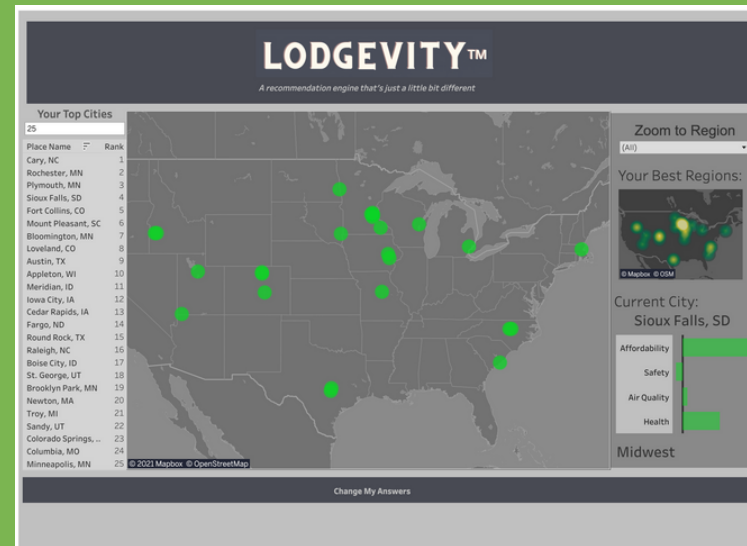 LODGEVITY™
A recommendation engine that's just a little bit different
Your Top Cities
25
Place Name Rank
Cary, NC 1
Rochester, MN 2
Plymouth, MN 3
Sioux Falls, SD 4
Fort Collins, CO 5
Mount Pleasant, SC 6
Bloomington, MN 7
Loveland, CO 8
Austin, TX 9
Appleton, WI 10
Meridian, ID 11
Iowa City, IA 12
Cedar Rapids, IA 13
Fargo, ND 14
Round Rock, TX 15
Raleigh, NC 16
Boise City, ID 17
St. George, UT 18
Brooklyn Park, MN 19
Newton, MA 20
Troy, MI 21
Sandy, UT 22
Colorado Springs, .. 23
Columbia, MO 24
Minneapolis, MN 25
© 2021 Mapbox © OpenStreetMap
Zoom to Region
(All)
Your Best Regions:
© Mapbox © OSM
Current City:
Sioux Falls, SD
Affordability
Safety
Air Quality
Health
Midwest
Change My Answers